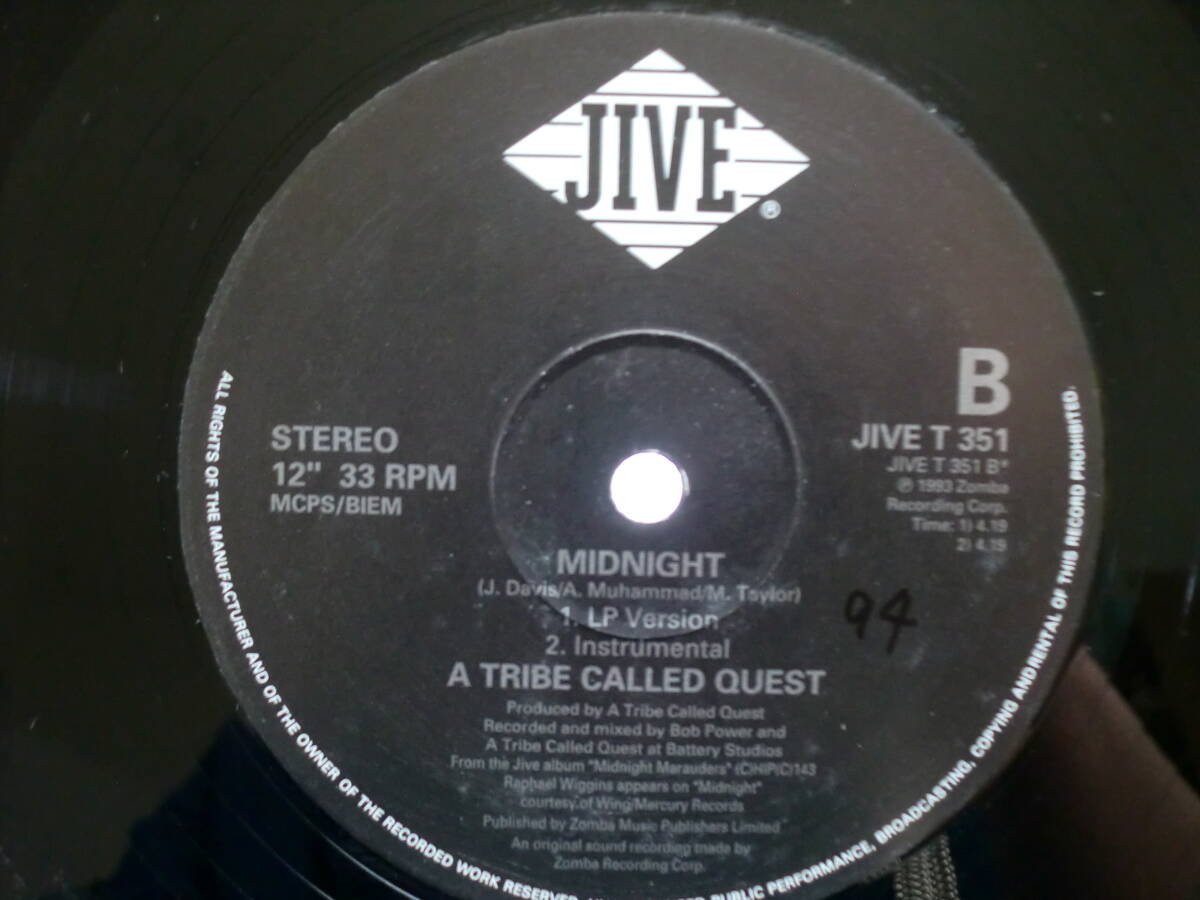 JIVE
®
B
JIVE T 351
JIVE T 351 B*
℗ 1993 Zomba
Recording Corp.
Time: 1) 4.19
2) 4.19
STEREO
12" 33 RPM
MCPS/BIEM
MIDNIGHT
(J. Davis/A. Muhammad/M. Taylor)
1. LP Version
2. Instrumental
94
A TRIBE CALLED QUEST
Produced by A Tribe Called Quest
Recorded and mixed by Bob Power and
A Tribe Called Quest at Battery Studios
From the Jive album "Midnight Marauders" (C)HIP(C)143
Raphael Wiggins appears on "Midnight"
courtesy of Wing/Mercury Records
Published by Zomba Music Publishers Limited
An original sound recording made by
Zomba Recording Corp.
ALL RIGHTS OF THE MANUFACTURER AND OF THE OWNER OF THE RECORDED WORK RESERVED. PUBLIC PERFORMANCE, BROADCASTING, COPYING AND RENTAL OF THIS RECORD PROHIBITED.